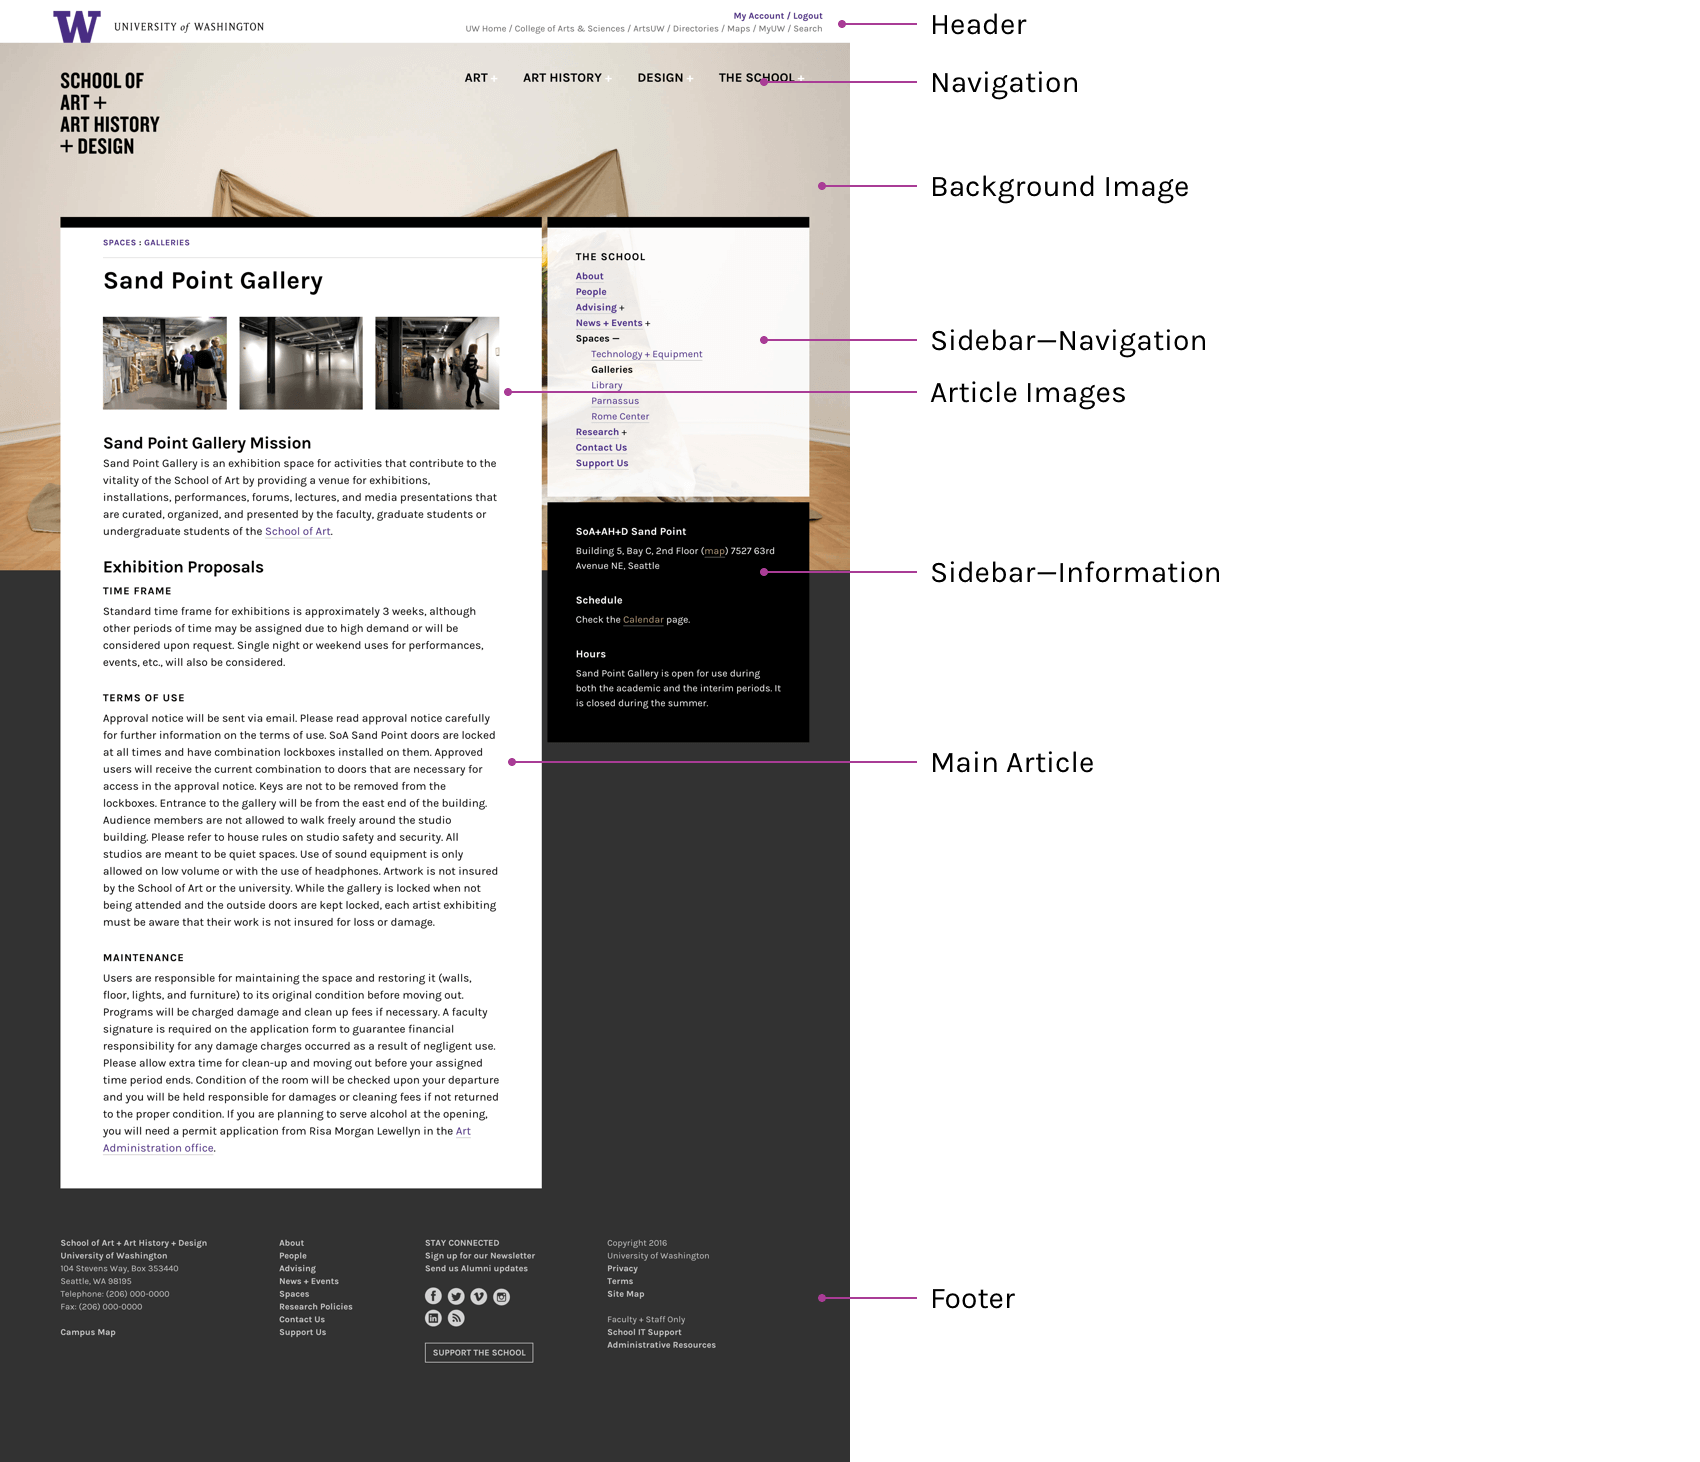 W UNIVERSITY of WASHINGTON
My Account / Logout
UW Home / College of Arts & Sciences / ArtsUW / Directories / Maps / MyUW / Search
Header
SCHOOL OF
ART +
ART HISTORY
+ DESIGN
ART + ART HISTORY + DESIGN + THE SCHOOL +
Navigation
Background Image
SPACES : GALLERIES
Sand Point Gallery
Sand Point Gallery Mission
Sand Point Gallery is an exhibition space for activities that contribute to the
vitality of the School of Art by providing a venue for exhibitions,
installations, performances, forums, lectures, and media presentations that
are curated, organized, and presented by the faculty, graduate students or
undergraduate students of the School of Art.
Exhibition Proposals
TIME FRAME
Standard time frame for exhibitions is approximately 3 weeks, although
other periods of time may be assigned due to high demand or will be
considered upon request. Single night or weekend uses for performances,
events, etc., will also be considered.
TERMS OF USE
Approval notice will be sent via email. Please read approval notice carefully
for further information on the terms of use. SoA Sand Point doors are locked
at all times and have combination lockboxes installed on them. Approved
users will receive the current combination to doors that are necessary for
access in the approval notice. Keys are not to be removed from the
lockboxes. Entrance to the gallery will be from the east end of the building.
Audience members are not allowed to walk freely around the studio
building. Please refer to house rules on studio safety and security. All
studios are meant to be quiet spaces. Use of sound equipment is only
allowed on low volume or with the use of headphones. Artwork is not insured
by the School of Art or the university. While the gallery is locked when not
being attended and the outside doors are kept locked, each artist exhibiting
must be aware that their work is not insured for loss or damage.
MAINTENANCE
Users are responsible for maintaining the space and restoring it (walls,
floor, lights, and furniture) to its original condition before moving out.
Programs will be charged damage and clean up fees if necessary. A faculty
signature is required on the application form to guarantee financial
responsibility for any damage charges occurred as a result of negligent use.
Please allow extra time for clean-up and moving out before your assigned
time period ends. Condition of the room will be checked upon your departure
and you will be held responsible for damages or cleaning fees if not returned
to the proper condition. If you are planning to serve alcohol at the opening,
you will need a permit application from Risa Morgan Lewellyn in the Art
Administration office.
THE SCHOOL
About
People
Advising +
News + Events +
Spaces —
Technology + Equipment
Galleries
Library
Parnassus
Rome Center
Research +
Contact Us
Support Us
Sidebar—Navigation
Article Images
SoA+AH+D Sand Point
Building 5, Bay C, 2nd Floor (map) 7527 63rd
Avenue NE, Seattle
Schedule
Check the Calendar page.
Hours
Sand Point Gallery is open for use during
both the academic and the interim periods. It
is closed during the summer.
Sidebar—Information
Main Article
School of Art + Art History + Design
University of Washington
104 Stevens Way, Box 353440
Seattle, WA 98195
Telephone: (206) 000-0000
Fax: (206) 000-0000
Campus Map
About
People
Advising
News + Events
Spaces
Research Policies
Contact Us
Support Us
STAY CONNECTED
Sign up for our Newsletter
Send us Alumni updates
SUPPORT THE SCHOOL
Copyright 2016
University of Washington
Privacy
Terms
Site Map
Faculty + Staff Only
School IT Support
Administrative Resources
Footer